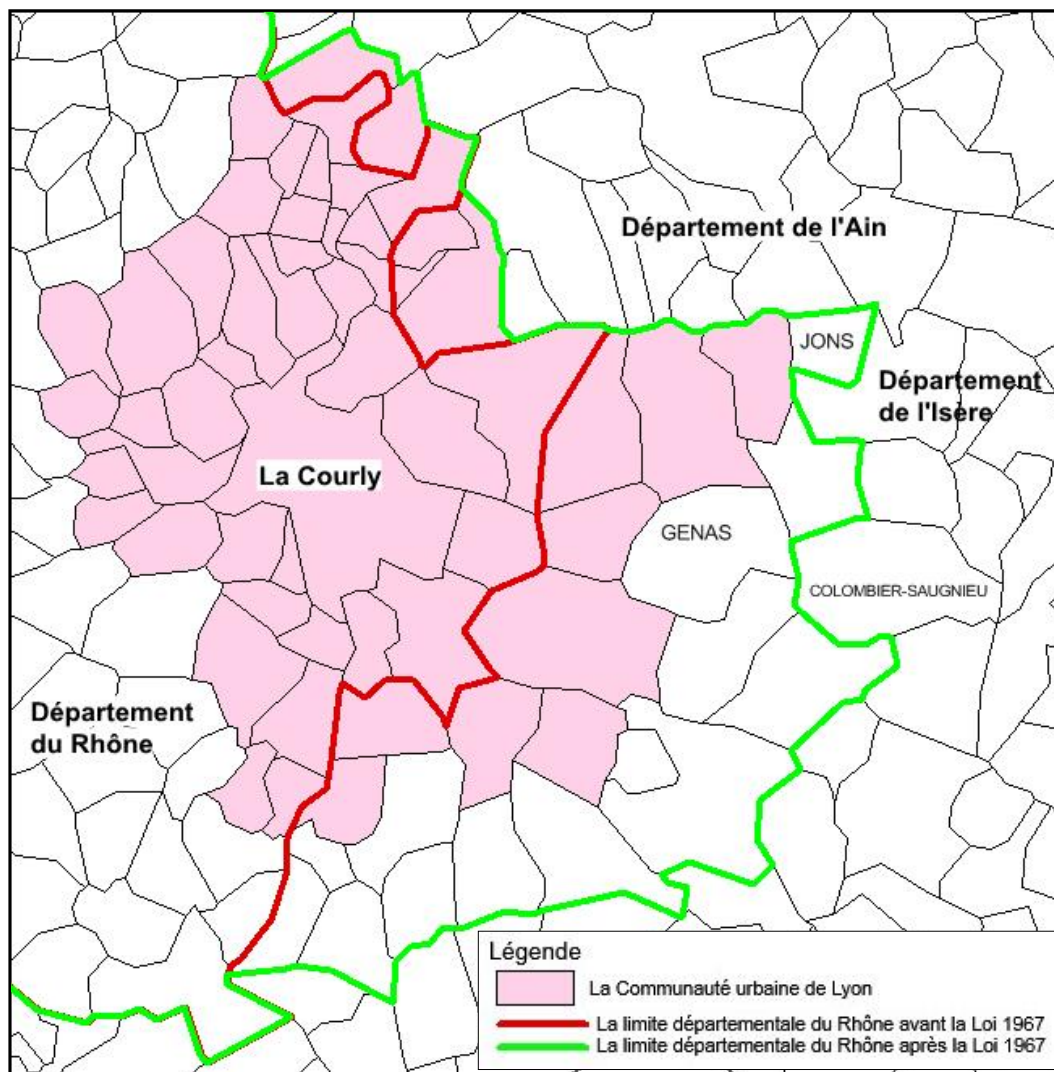 Département de l'Ain
JONS
Département
de l'Isère
La Courly
GENAS
COLOMBIER-SAUGNIEU
Département
du Rhône
Légende
La Communauté urbaine de Lyon
La limite départementale du Rhône avant la Loi 1967
La limite départementale du Rhône après la Loi 1967